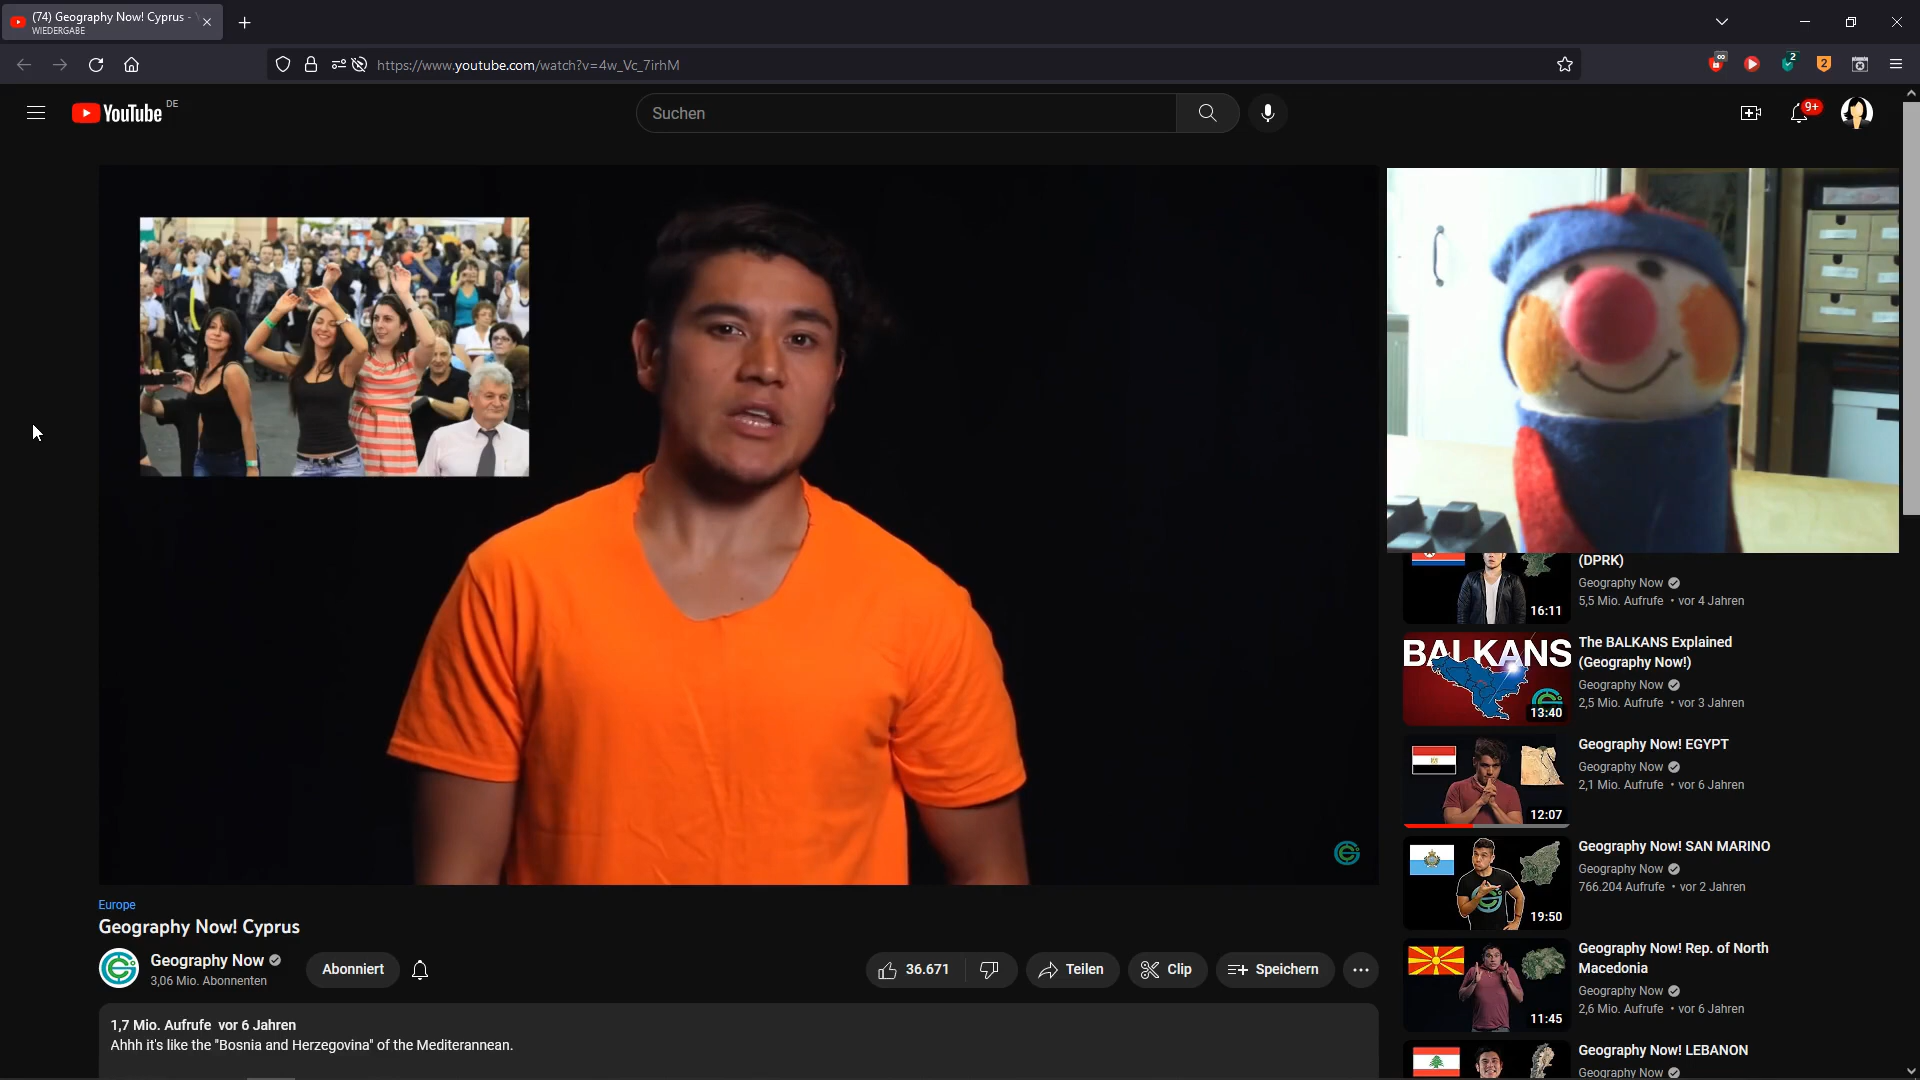 (74) Geography Now! Cyprus -
WIEDERGABE
https://www.youtube.com/watch?v=4w_Vc_7irhM
∞
2
2
YouTube DE
Suchen
9+
(DPRK)
Geography Now
5,5 Mio. Aufrufe • vor 4 Jahren
16:11
BALKANS
13:40
The BALKANS Explained
(Geography Now!)
Geography Now
2,5 Mio. Aufrufe • vor 3 Jahren
12:07
Geography Now! EGYPT
Geography Now
2,1 Mio. Aufrufe • vor 6 Jahren
19:50
Geography Now! SAN MARINO
Geography Now
766.204 Aufrufe • vor 2 Jahren
11:45
Geography Now! Rep. of North
Macedonia
Geography Now
2,6 Mio. Aufrufe • vor 6 Jahren
Geography Now! LEBANON
Geography Now
Europe
Geography Now! Cyprus
Geography Now
3,06 Mio. Abonnenten
Abonniert
36.671
Teilen
Clip
Speichern
1,7 Mio. Aufrufe vor 6 Jahren
Ahhh it's like the "Bosnia and Herzegovina" of the Mediterannean.